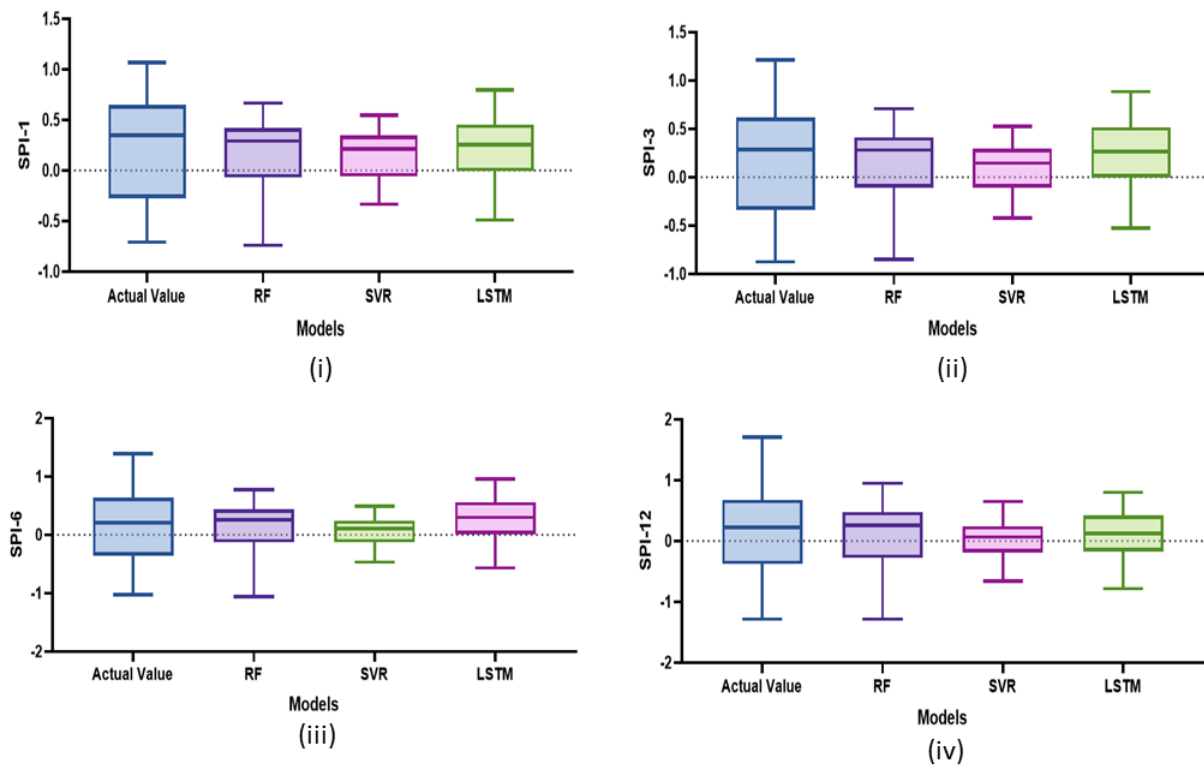 1.5
1.0
0.5
0.0
-0.5
-1.0
SPI-1
Actual Value RF SVR LSTM
Models
(i)
1.5
1.0
0.5
0.0
-0.5
-1.0
SPI-3
Actual Value RF SVR LSTM
Models
(ii)
2
1
0
-1
-2
SPI-6
Actual Value RF SVR LSTM
Models
(iii)
2
1
0
-1
-2
SPI-12
Actual Value RF SVR LSTM
Models
(iv)